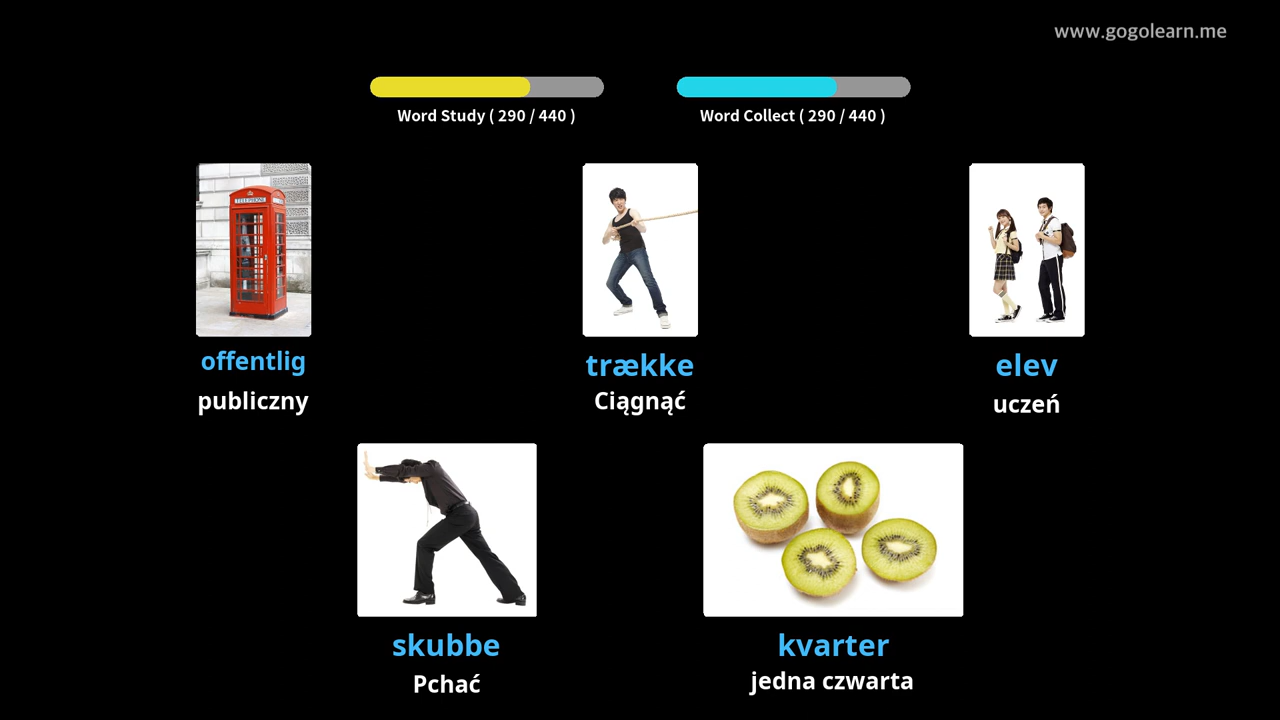 www.gogolearn.me
Word Study ( 290 / 440 )
Word Collect ( 290 / 440 )
TELEPHONE
offentlig
publiczny
trække
Ciągnąć
elev
uczeń
skubbe
Pchać
kvarter
jedna czwarta